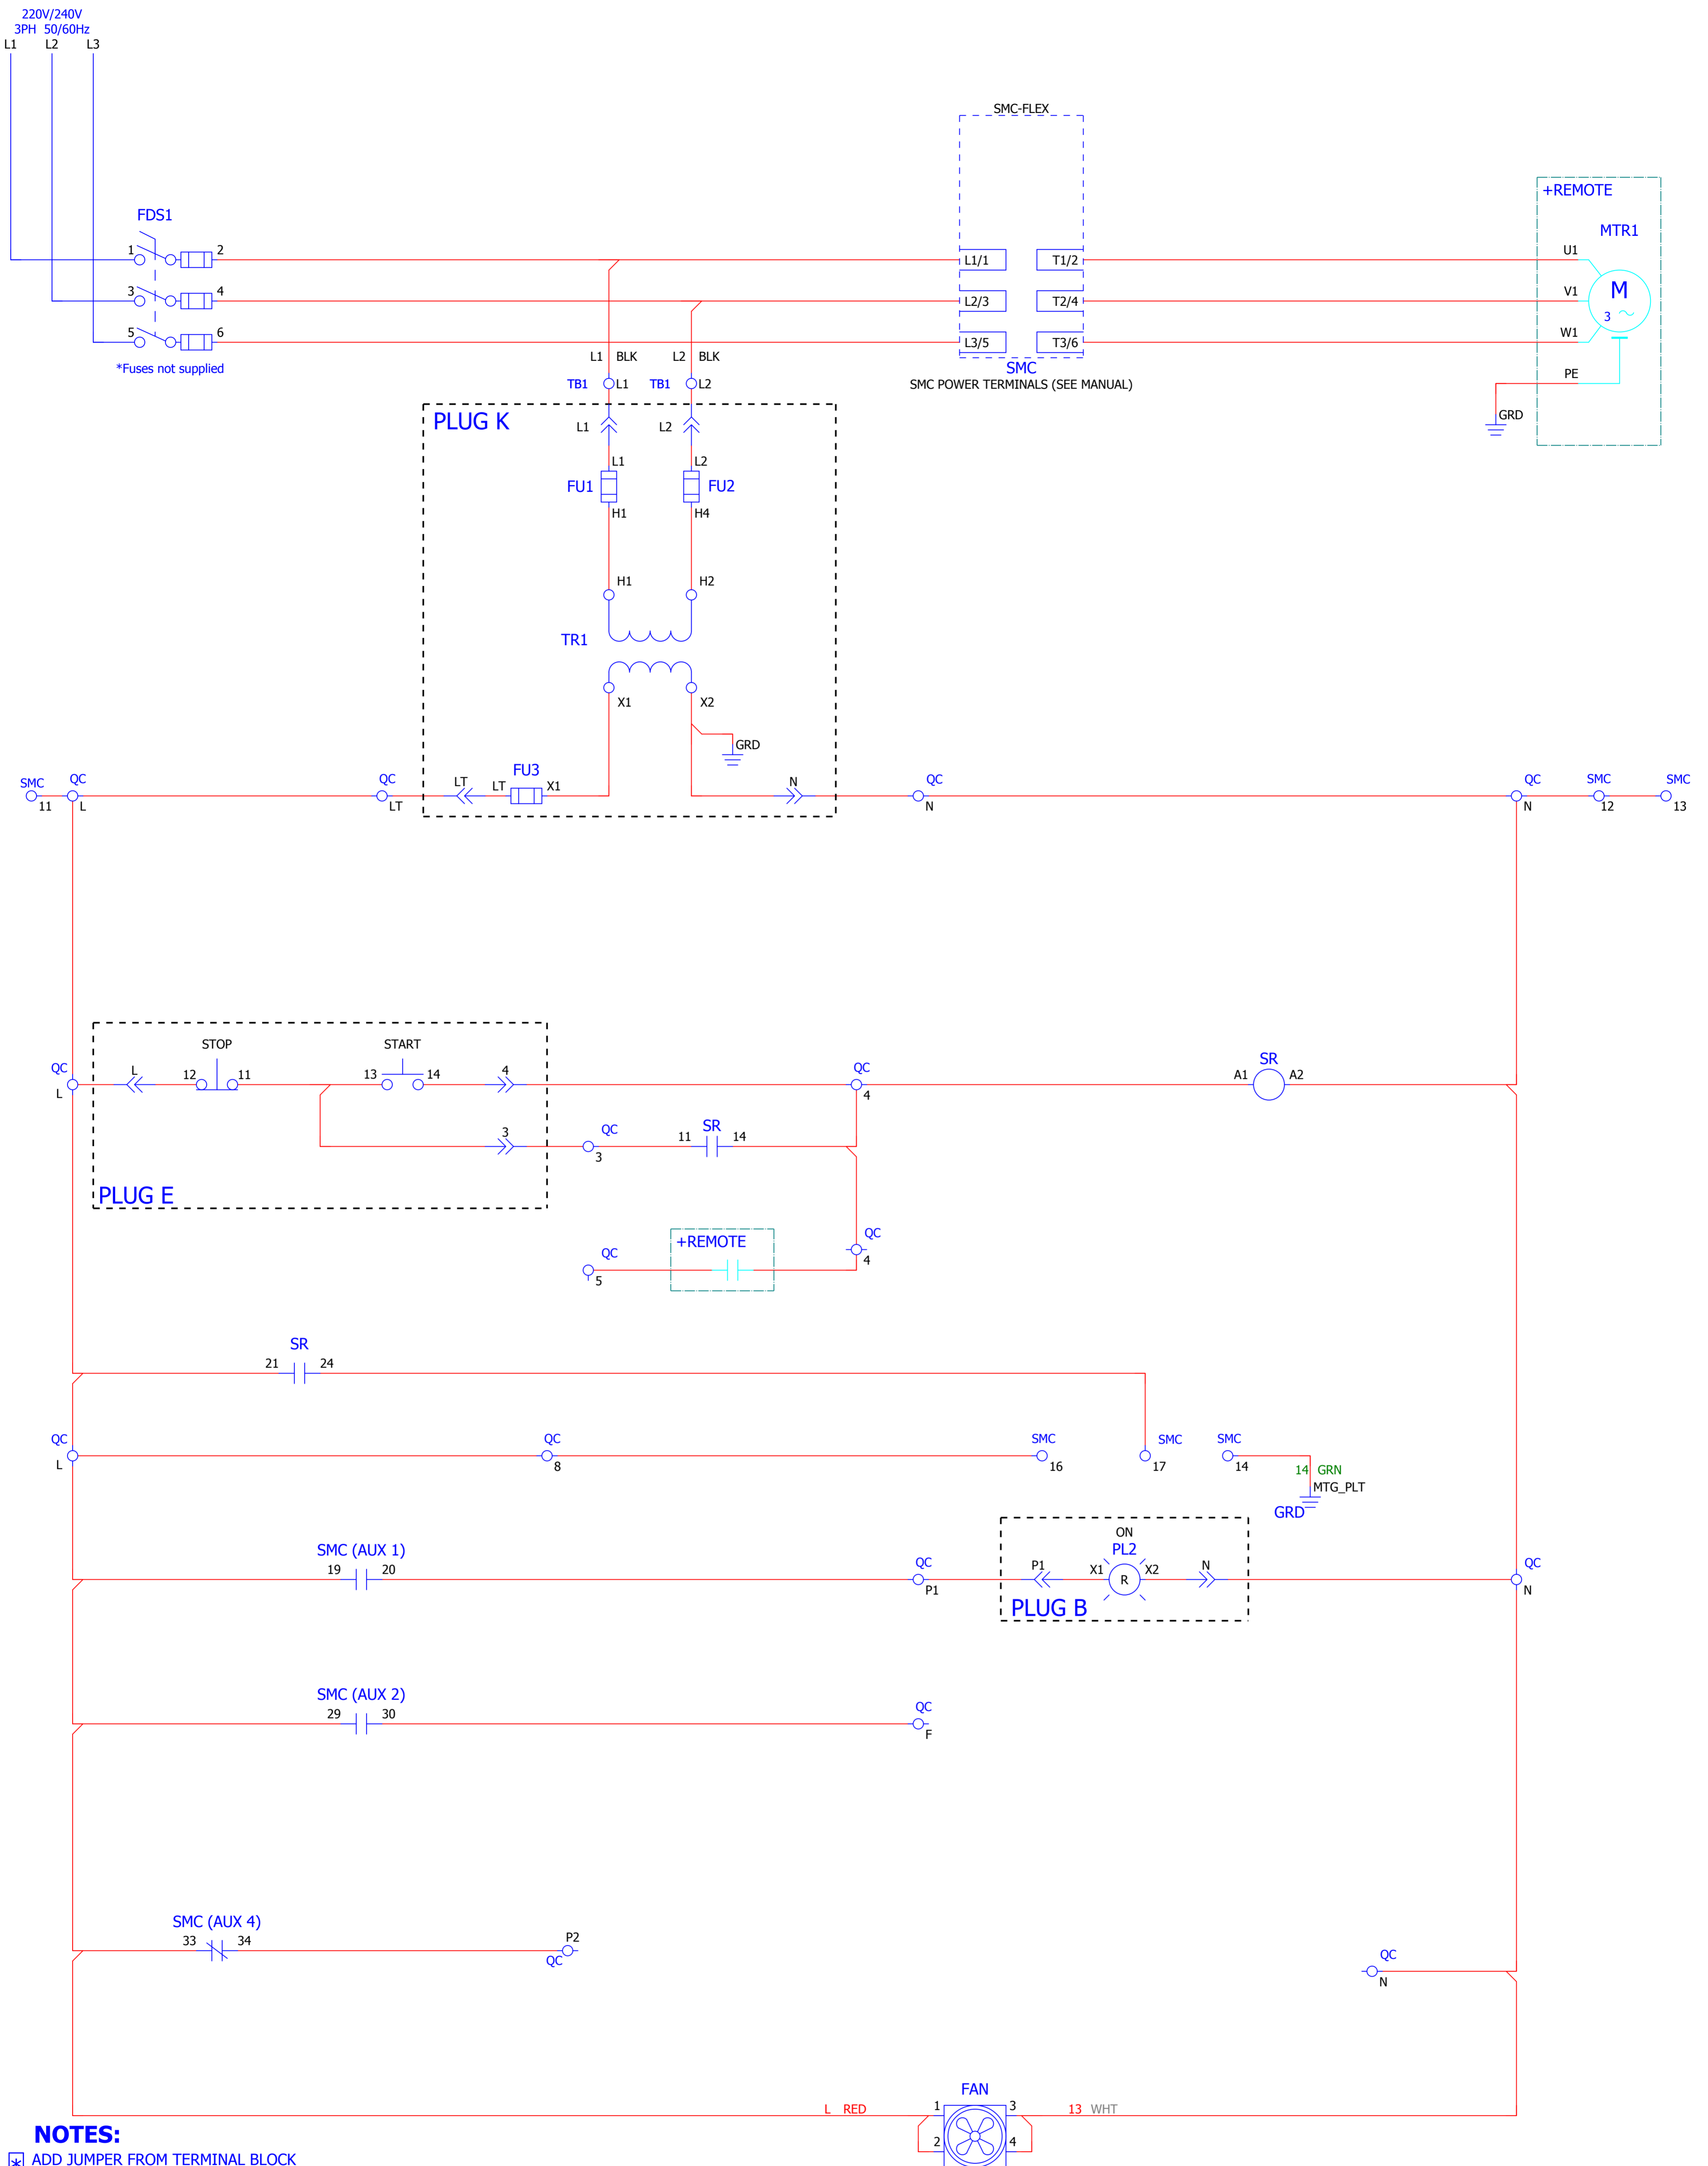 220V/240V
3PH 50/60Hz
L1 L2 L3
SMC-FLEX
+REMOTE
MTR1
FDS1
1 2 L1/1 T1/2 U1
3 4 L2/3 T2/4 V1
M
3
5 6 L3/5 T3/6 W1
*Fuses not supplied
L1 BLK L2 BLK
SMC
SMC POWER TERMINALS (SEE MANUAL)
PE
TB1 L1 TB1 L2
GRD
PLUG K
L1 L2
L1 L2
FU1 FU2
H1 H4
H1 H2
TR1
X1 X2
GRD
SMC QC QC LT LT FU3 X1 N QC QC SMC SMC
11 L LT N N 12 13
STOP START
QC L 12 11 13 14 4 QC SR
L 4 A1 A2
3 QC 11 SR 14
3
PLUG E
+REMOTE QC
QC 4
5
SR
21 24
QC QC SMC SMC SMC
L 8 16 17 14
14 GRN
MTG_PLT
GRD
ON
SMC (AUX 1) PL2
19 20 QC P1 X1 R X2 N QC
P1 N
PLUG B
SMC (AUX 2)
29 30 QC
F
SMC (AUX 4)
33 34 P2
QC
QC
N
FAN
L RED 1 3 13 WHT
2 4
NOTES:
* ADD JUMPER FROM TERMINAL BLOCK